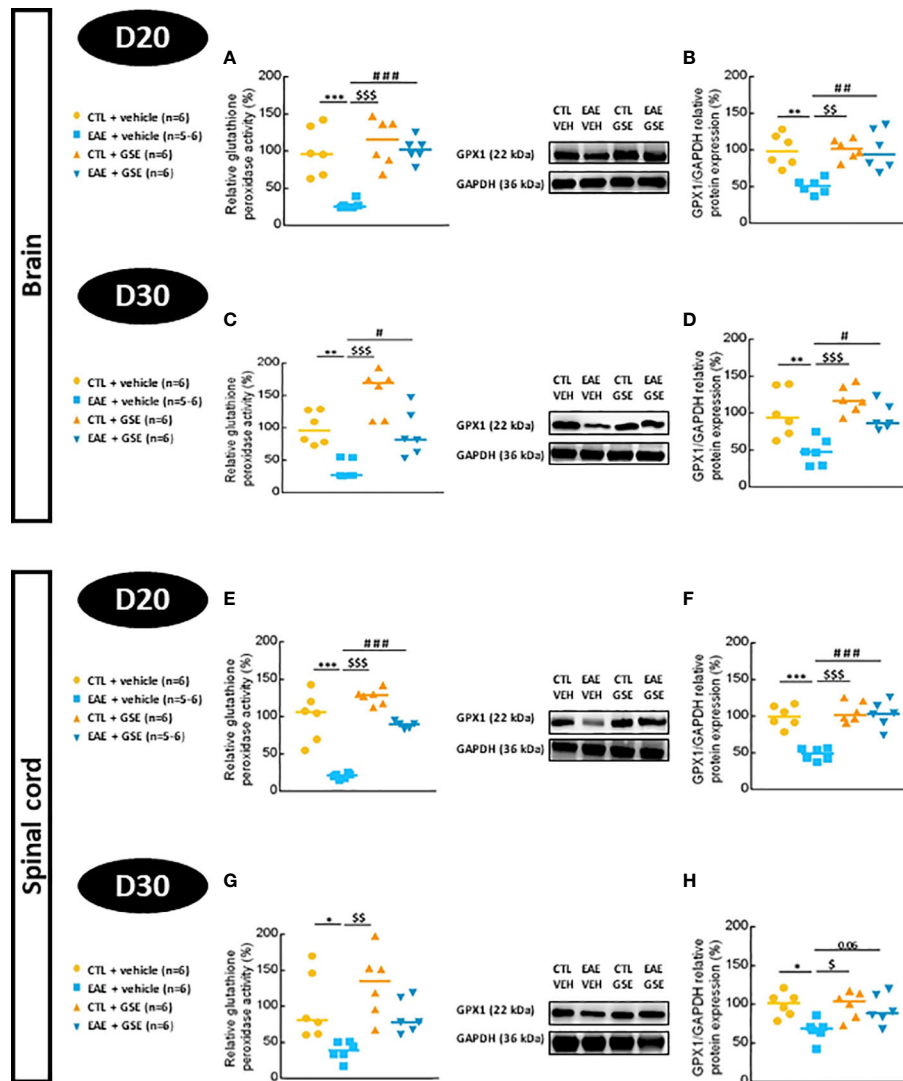 Brain
D20
CTL + vehicle (n=6)
EAE + vehicle (n=5-6)
CTL + GSE (n=6)
EAE + GSE (n=6)
A
Relative glutathione
peroxidase activity (%)
200
150
100
50
0
***
$$$
###
CTL EAE CTL EAE
VEH VEH GSE GSE
GPX1 (22 kDa)
GAPDH (36 kDa)
B
GPX1/GAPDH relative
protein expression (%)
200
150
100
50
0
**
$$
##
D30
CTL + vehicle (n=6)
EAE + vehicle (n=5-6)
CTL + GSE (n=6)
EAE + GSE (n=6)
C
Relative glutathione
peroxidase activity (%)
200
150
100
50
0
**
$$$
#
CTL EAE CTL EAE
VEH VEH GSE GSE
GPX1 (22 kDa)
GAPDH (36 kDa)
D
GPX1/GAPDH relative
protein expression (%)
200
150
100
50
0
**
$$$
#
Spinal cord
D20
CTL + vehicle (n=6)
EAE + vehicle (n=5-6)
CTL + GSE (n=6)
EAE + GSE (n=5-6)
E
Relative glutathione
peroxidase activity (%)
200
150
100
50
0
***
$$$
###
CTL EAE CTL EAE
VEH VEH GSE GSE
GPX1 (22 kDa)
GAPDH (36 kDa)
F
GPX1/GAPDH relative
protein expression (%)
200
150
100
50
0
***
$$$
###
D30
CTL + vehicle (n=6)
EAE + vehicle (n=6)
CTL + GSE (n=6)
EAE + GSE (n=6)
G
Relative glutathione
peroxidase activity (%)
200
150
100
50
0
*
$$
CTL EAE CTL EAE
VEH VEH GSE GSE
GPX1 (22 kDa)
GAPDH (36 kDa)
H
GPX1/GAPDH relative
protein expression (%)
200
150
100
50
0
*
$
0.06